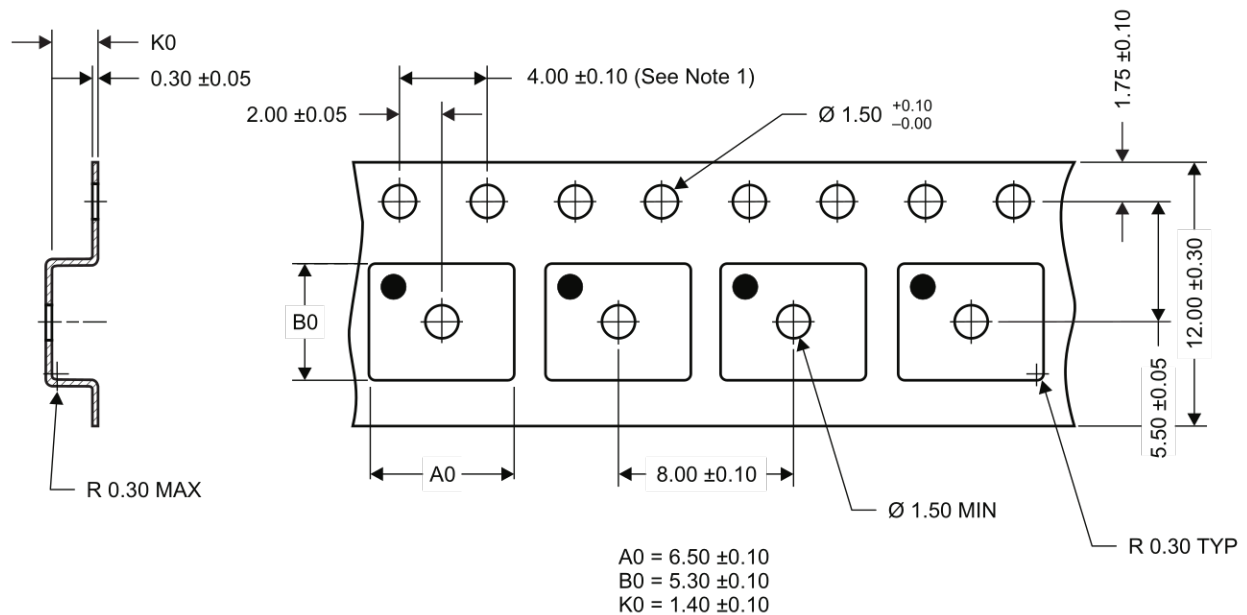 K0
0.30 ±0.05
4.00 ±0.10 (See Note 1)
2.00 ±0.05
Ø 1.50 +0.10 –0.00
1.75 ±0.10
B0
12.00 ±0.30
5.50 ±0.05
A0
8.00 ±0.10
R 0.30 MAX
Ø 1.50 MIN
R 0.30 TYP
A0 = 6.50 ±0.10
B0 = 5.30 ±0.10
K0 = 1.40 ±0.10